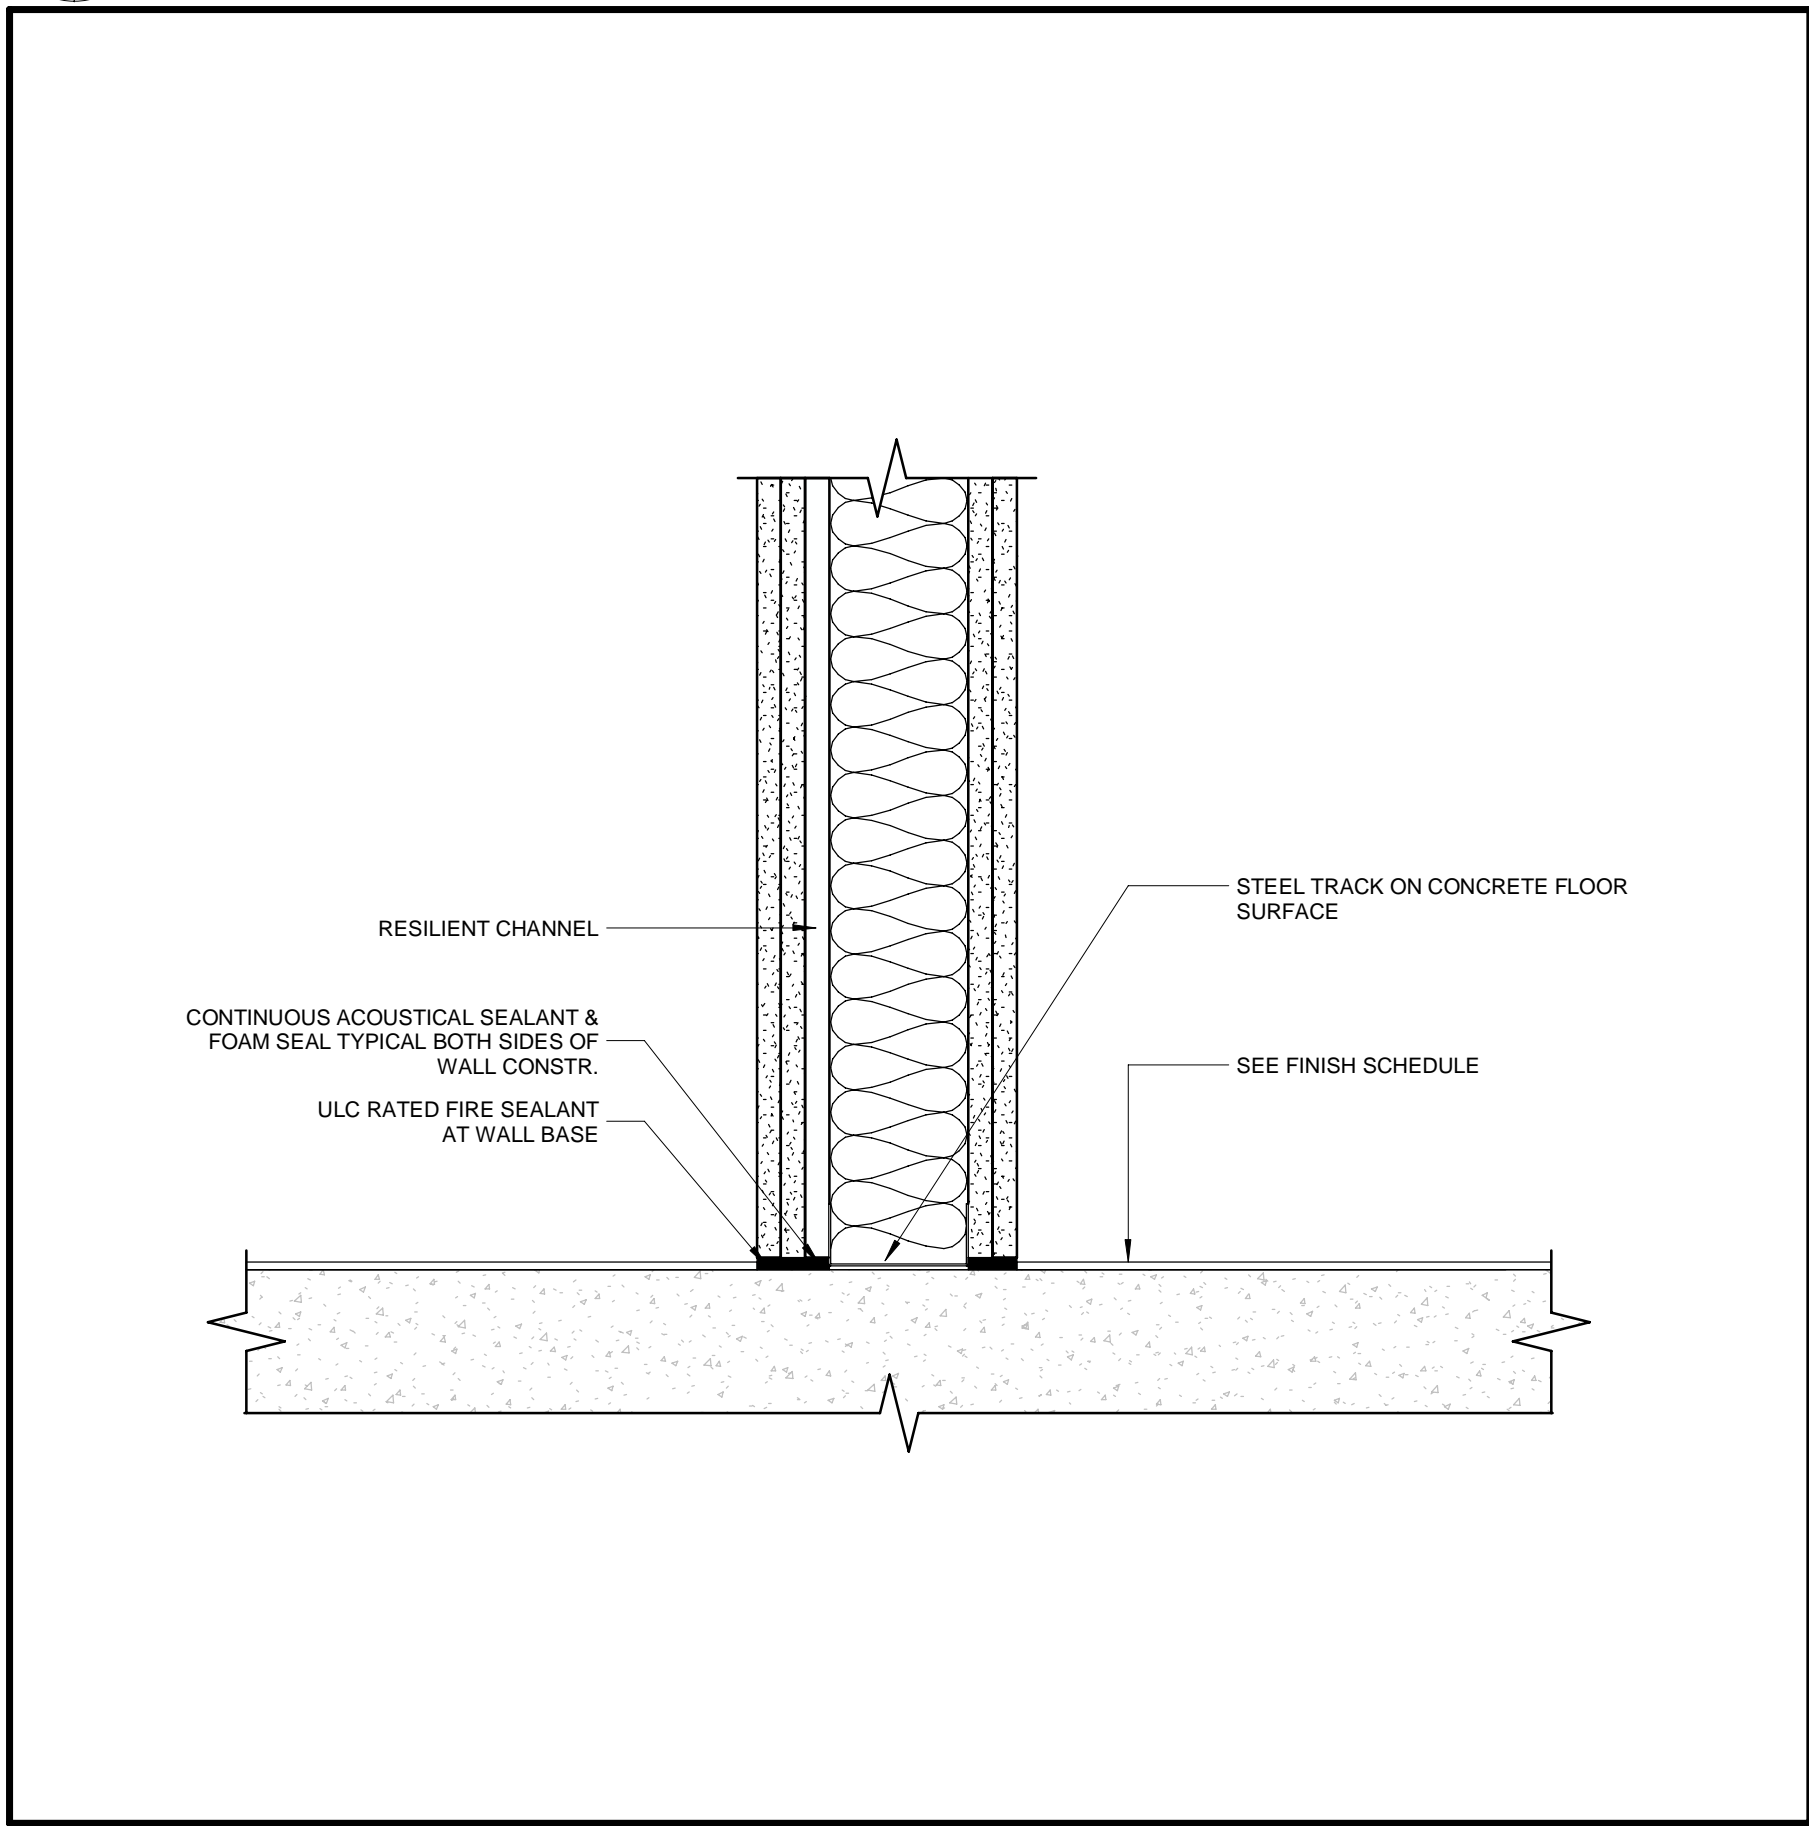 RESILIENT CHANNEL
CONTINUOUS ACOUSTICAL SEALANT &
FOAM SEAL TYPICAL BOTH SIDES OF
WALL CONSTR.
ULC RATED FIRE SEALANT
AT WALL BASE
STEEL TRACK ON CONCRETE FLOOR
SURFACE
SEE FINISH SCHEDULE